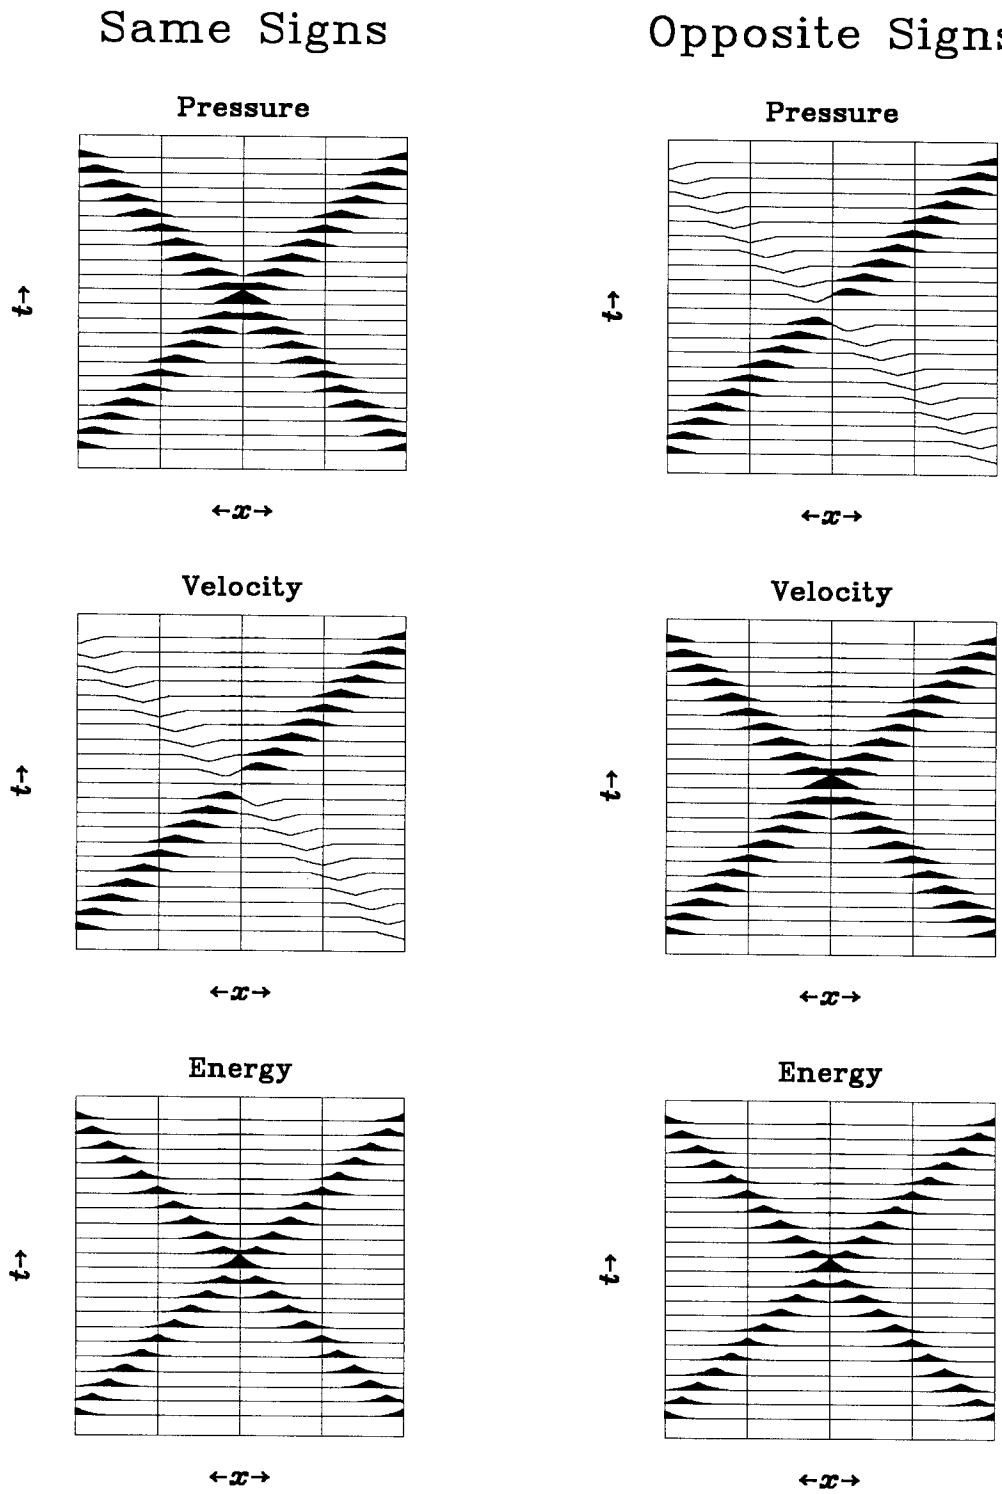 Same Signs
Opposite Signs
Pressure
Pressure
t→
t→
←x→
←x→
Velocity
Velocity
t→
t→
←x→
←x→
Energy
Energy
t→
t→
←x→
←x→